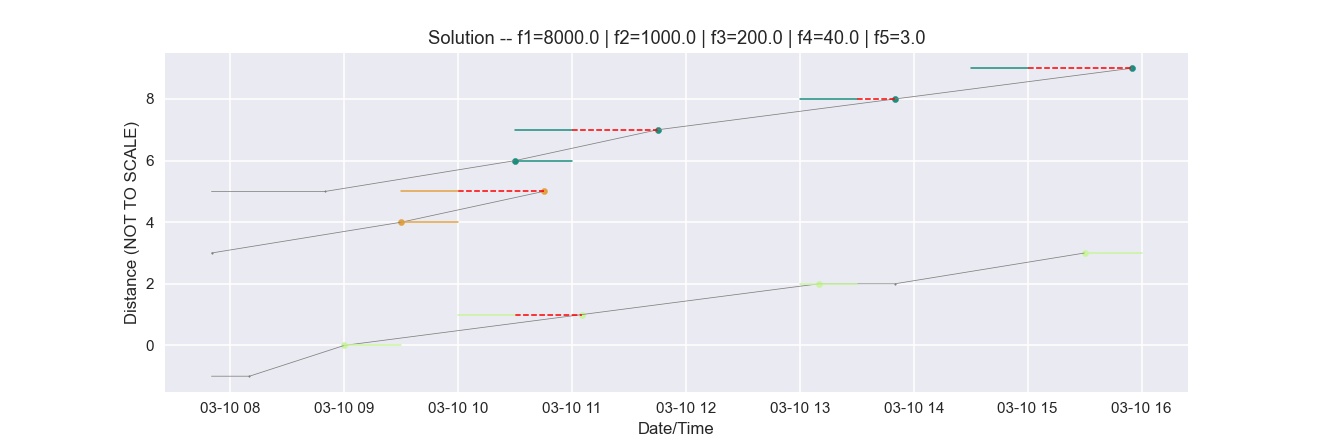 Solution -- f1=8000.0 | f2=1000.0 | f3=200.0 | f4=40.0 | f5=3.0
Distance (NOT TO SCALE)
8
6
4
2
0
03-10 08 03-10 09 03-10 10 03-10 11 03-10 12 03-10 13 03-10 14 03-10 15 03-10 16
Date/Time